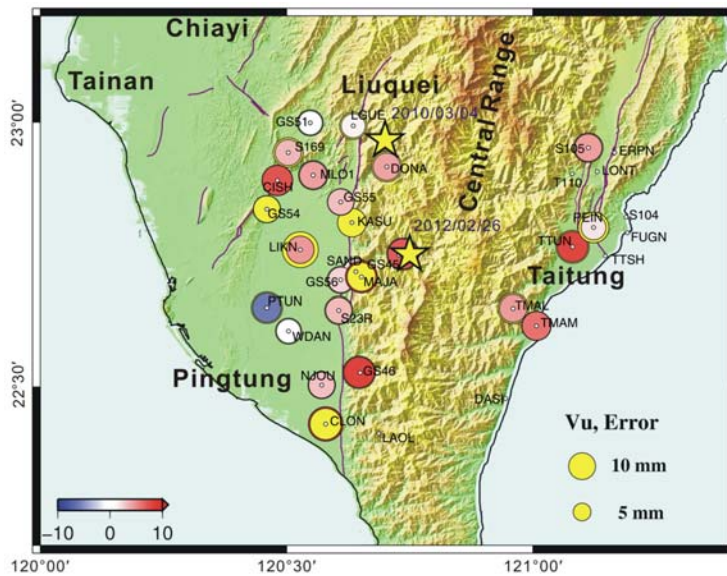 Chiayi
Tainan
Liuquei
Central Range
2010/03/04
23°00'
GS51
LGUE
S169
S105
ERPN
CISH
MLO1
DONA
T110
LONT
GS54
GS55
KASU
2012/02/26
PEIN
S104
LIKN
TTUN
FUGN
SAND
GS45
TTSH
GS56
MAJA
Taitung
PTUN
S23R
TMAL
WDAN
TMAM
Pingtung
NJOU
GS46
22°30'
DASI
CLON
LAOL
Vu, Error
10 mm
5 mm
−10 0 10
120°00' 120°30' 121°00'